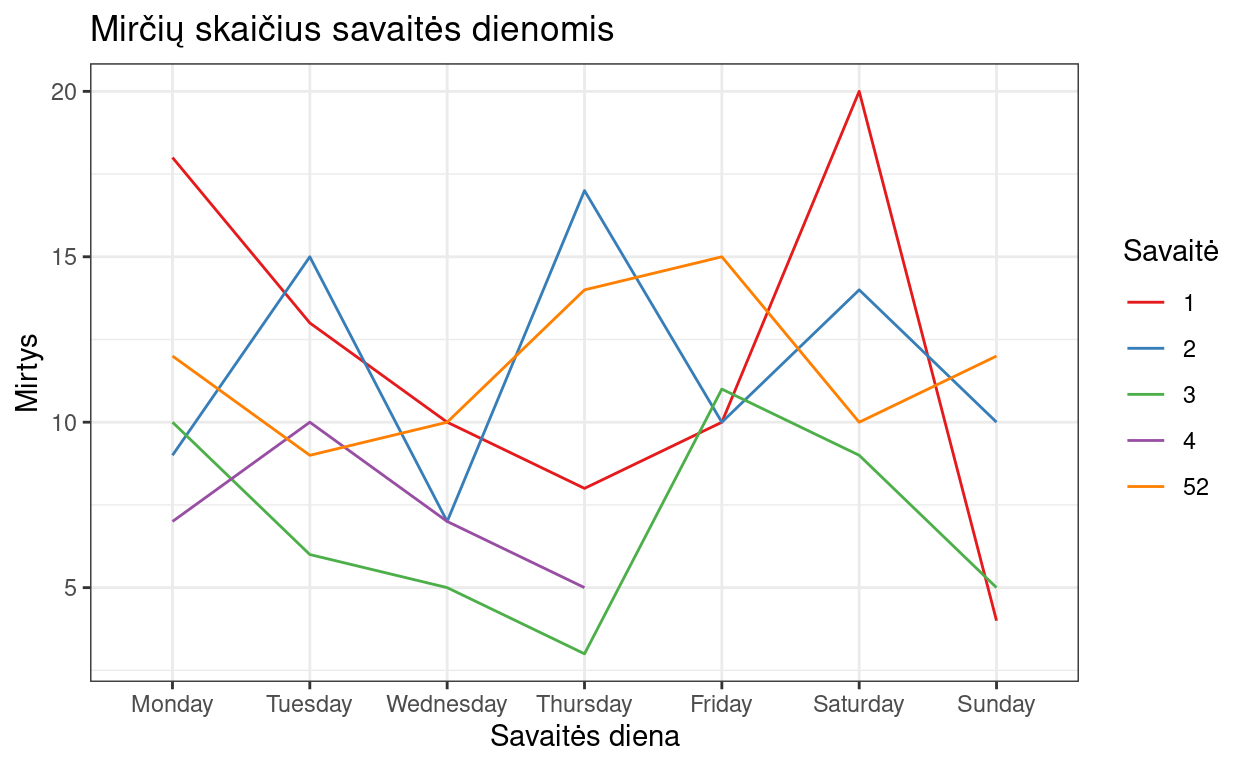 Mirčių skaičius savaitės dienomis
Mirtys
20
15
10
5
Monday Tuesday Wednesday Thursday Friday Saturday Sunday
Savaitės diena
Savaitė
1
2
3
4
52